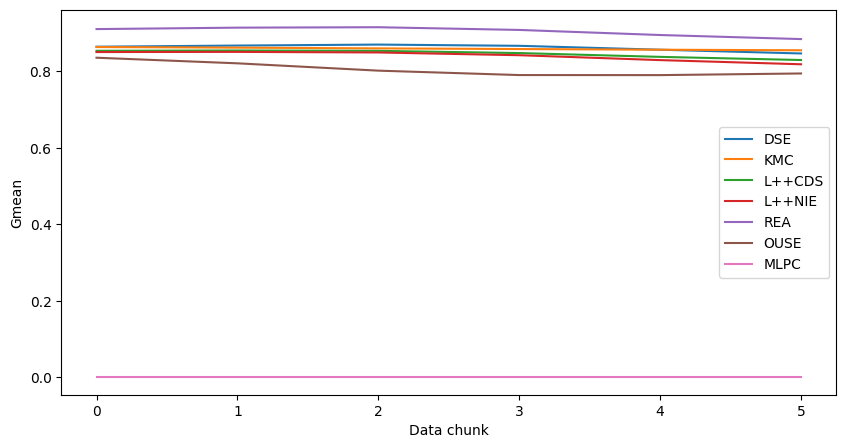 0.8
0.6
0.4
0.2
0.0
Gmean
0 1 2 3 4 5
Data chunk
DSE
KMC
L++CDS
L++NIE
REA
OUSE
MLPC